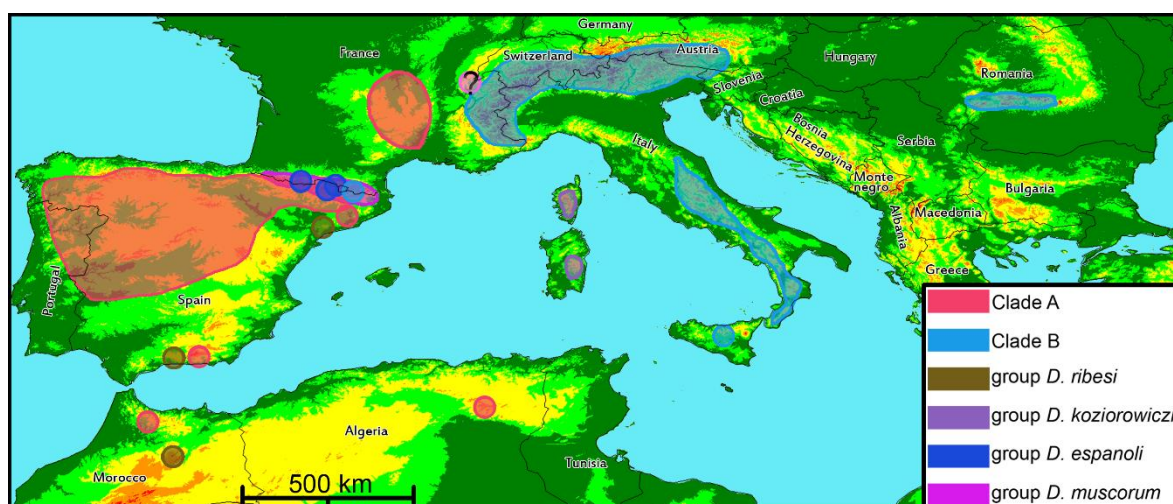 Germany
France
Switzerland
Austria
Hungary
?
Slovenia
Romania
Croatia
Bosnia
Herzegovina
Serbia
Italy
Monte
negro
Bulgaria
Macedonia
Albania
Greece
Portugal
Spain
Algeria
Morocco
Tunisia
500 km
Clade A
Clade B
group D. ribesi
group D. koziorowiczi
group D. espanoli
group D. muscorum